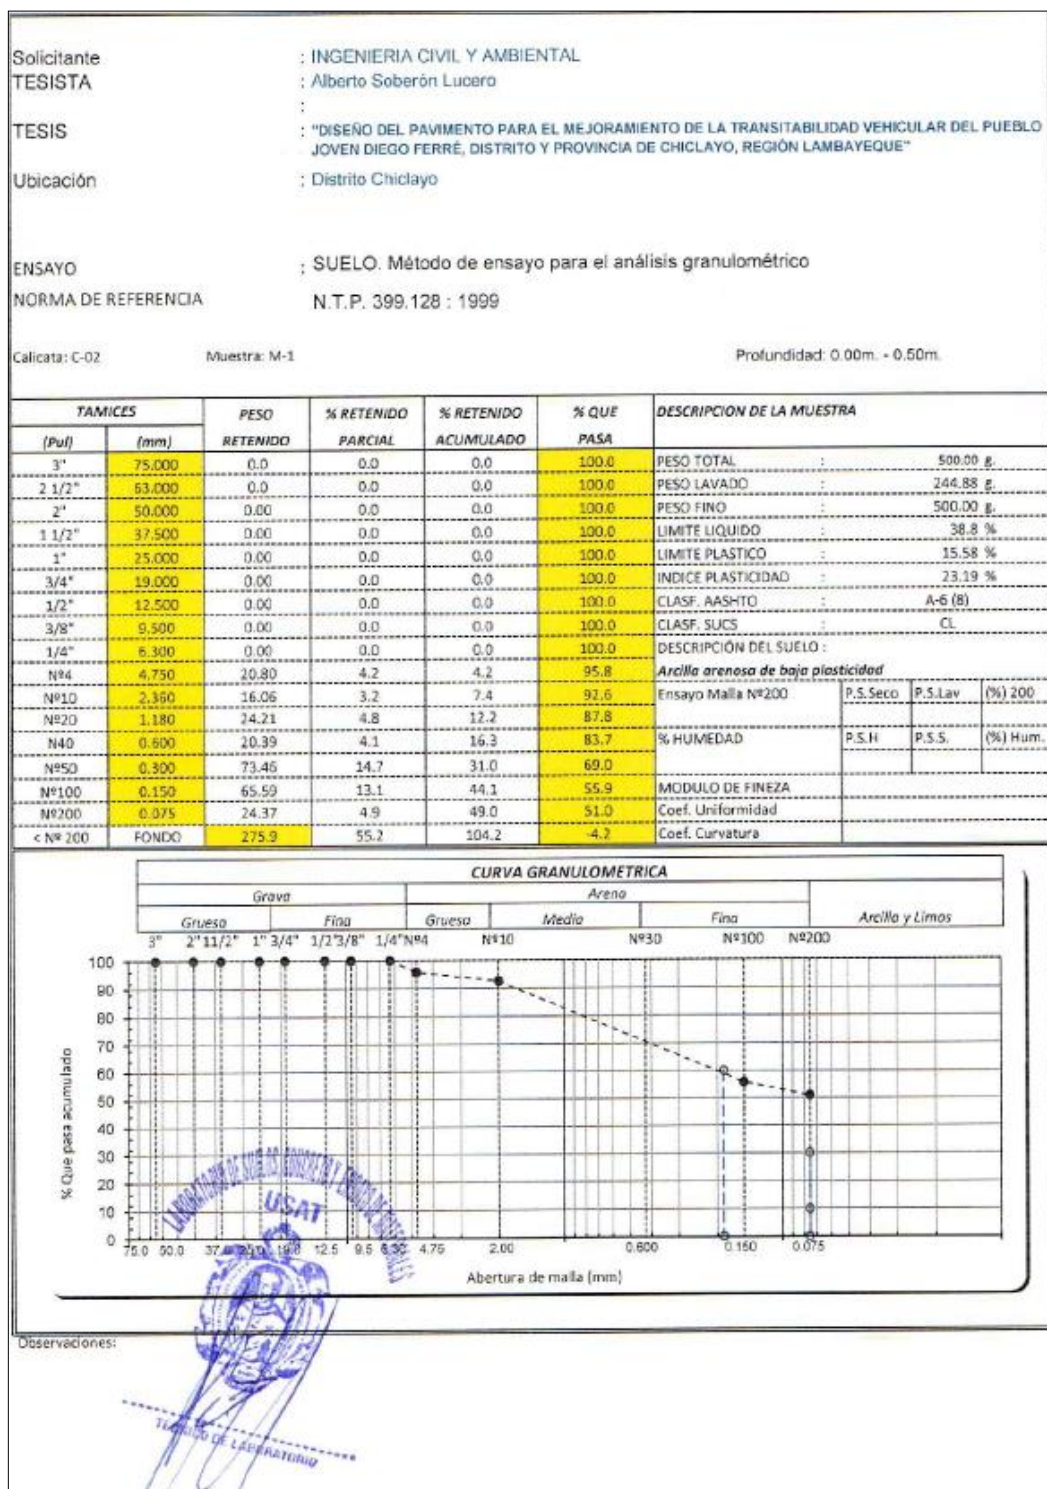 Solicitante : INGENIERIA CIVIL Y AMBIENTAL
TESISTA : Alberto Soberón Lucero
:
TESIS : "DISEÑO DEL PAVIMENTO PARA EL MEJORAMIENTO DE LA TRANSITABILIDAD VEHICULAR DEL PUEBLO
JOVEN DIEGO FERRÉ, DISTRITO Y PROVINCIA DE CHICLAYO, REGIÓN LAMBAYEQUE"
Ubicación : Distrito Chiclayo
ENSAYO : SUELO. Método de ensayo para el análisis granulométrico
NORMA DE REFERENCIA N.T.P. 399.128 : 1999
Calicata: C-02 Muestra: M-1 Profundidad: 0.00m. - 0.50m.
TAMICES PESO % RETENIDO % RETENIDO % QUE DESCRIPCION DE LA MUESTRA
(Pul) (mm) RETENIDO PARCIAL ACUMULADO PASA
3" 75.000 0.0 0.0 0.0 100.0 PESO TOTAL : 500.00 g.
2 1/2" 63.000 0.0 0.0 0.0 100.0 PESO LAVADO : 244.88 g.
2" 50.000 0.00 0.0 0.0 100.0 PESO FINO : 500.00 g.
1 1/2" 37.500 0.00 0.0 0.0 100.0 LIMITE LIQUIDO : 38.8 %
1" 25.000 0.00 0.0 0.0 100.0 LIMITE PLASTICO : 15.58 %
3/4" 19.000 0.00 0.0 0.0 100.0 INDICE PLASTICIDAD : 23.19 %
1/2" 12.500 0.00 0.0 0.0 100.0 CLASF. AASHTO : A-6 (8)
3/8" 9.500 0.00 0.0 0.0 100.0 CLASF. SUCS : CL
1/4" 6.300 0.00 0.0 0.0 100.0 DESCRIPCIÓN DEL SUELO :
Nº4 4.750 20.80 4.2 4.2 95.8 Arcilla arenosa de baja plasticidad
Nº10 2.360 16.06 3.2 7.4 92.6 Ensayo Malla Nº200 P.S.Seco P.S.Lav (%) 200
Nº20 1.180 24.21 4.8 12.2 87.8
N40 0.600 20.39 4.1 16.3 83.7 % HUMEDAD P.S.H P.S.S. (%) Hum.
Nº50 0.300 73.46 14.7 31.0 69.0
Nº100 0.150 65.59 13.1 44.1 55.9 MODULO DE FINEZA
Nº200 0.075 24.37 4.9 49.0 51.0 Coef. Uniformidad
< Nº 200 FONDO 275.9 55.2 104.2 -4.2 Coef. Curvatura
CURVA GRANULOMETRICA
Grava Arena
Gruesa Fina Gruesa Media Fina Arcilla y Limos
3" 2" 11/2" 1" 3/4" 1/2" 3/8" 1/4" Nº4 Nº10 Nº30 Nº100 Nº200
100
90
80
70
60
50
40
30
20
10
0
% Que pasa acumulado
75.0 50.0 12.5 9.5 6.30 4.75 2.00 0.600 0.150 0.075
Abertura de malla (mm)
USAT
Observaciones:
TECNICO DE LABORATORIO